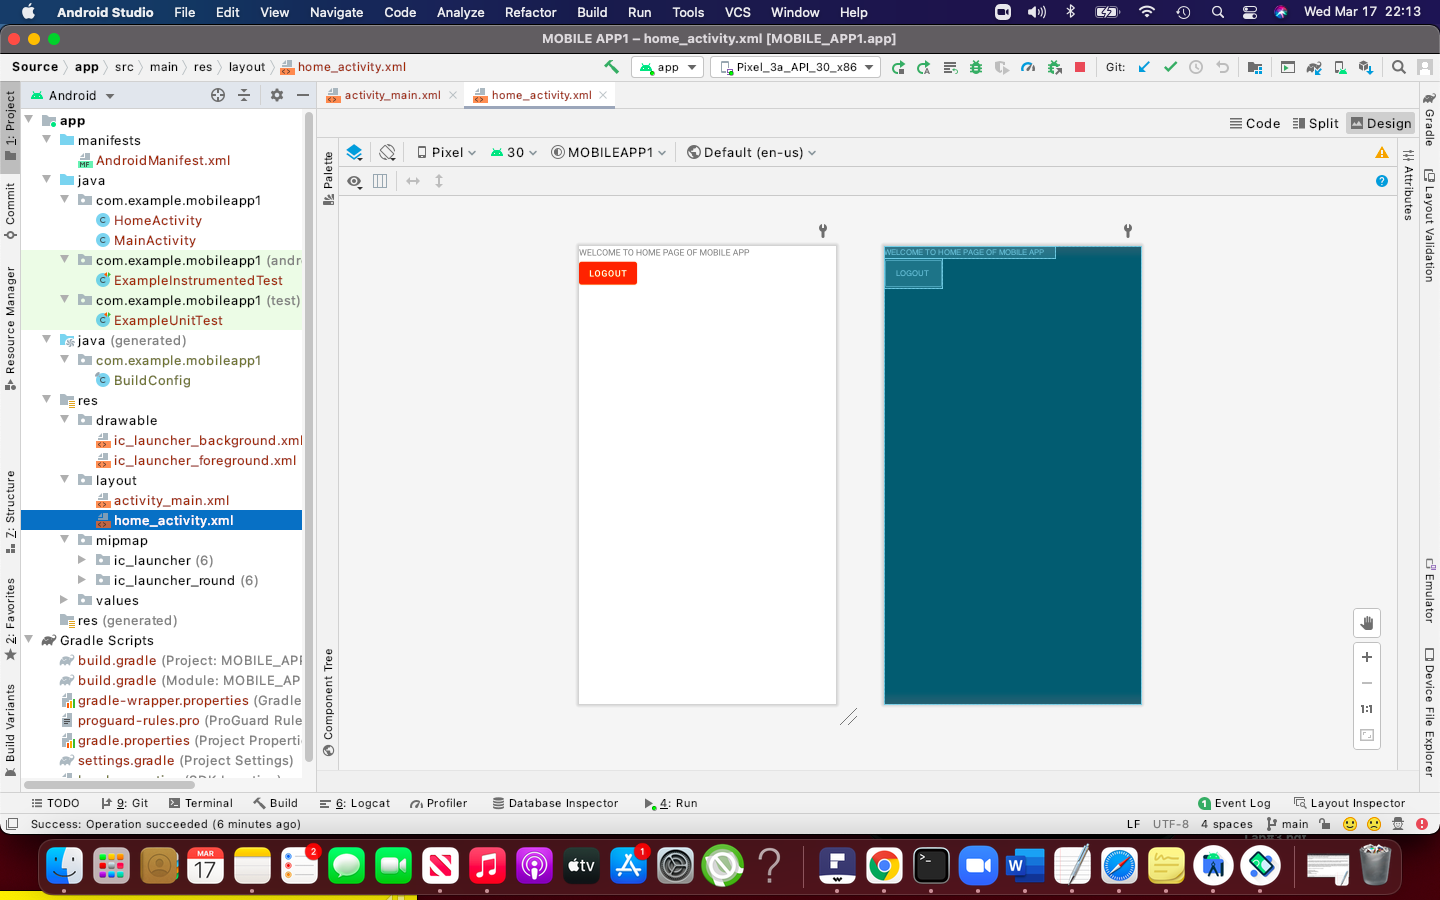 Android Studio File Edit View Navigate Code Analyze Refactor Build Run Tools VCS Window Help Wed Mar 17 22:13
MOBILE APP1 – home_activity.xml [MOBILE_APP1.app]
Source app src main res layout home_activity.xml app Pixel_3a_API_30_x86 Git:
Android activity_main.xml home_activity.xml
Code Split Design
Pixel 30 MOBILEAPP1 Default (en-us)
1: Project
Commit
Resource Manager
Z: Structure
2: Favorites
Build Variants
app
manifests
AndroidManifest.xml
java
com.example.mobileapp1
HomeActivity
MainActivity
com.example.mobileapp1 (andr
ExampleInstrumentedTest
com.example.mobileapp1 (test)
ExampleUnitTest
java (generated)
com.example.mobileapp1
BuildConfig
res
drawable
ic_launcher_background.xml
ic_launcher_foreground.xml
layout
activity_main.xml
home_activity.xml
mipmap
ic_launcher (6)
ic_launcher_round (6)
values
res (generated)
Gradle Scripts
build.gradle (Project: MOBILE_APP
build.gradle (Module: MOBILE_AP
gradle-wrapper.properties (Gradle
proguard-rules.pro (ProGuard Rule
gradle.properties (Project Properti
settings.gradle (Project Settings)
Palette
Component Tree
WELCOME TO HOME PAGE OF MOBILE APP
LOGOUT
WELCOME TO HOME PAGE OF MOBILE APP
LOGOUT
1:1
Attributes
Gradle
Layout Validation
Emulator
Device File Explorer
TODO 9: Git Terminal Build 6: Logcat Profiler Database Inspector 4: Run 1 Event Log Layout Inspector
Success: Operation succeeded (6 minutes ago) LF UTF-8 4 spaces main
MAR
17
2
tv
1
W